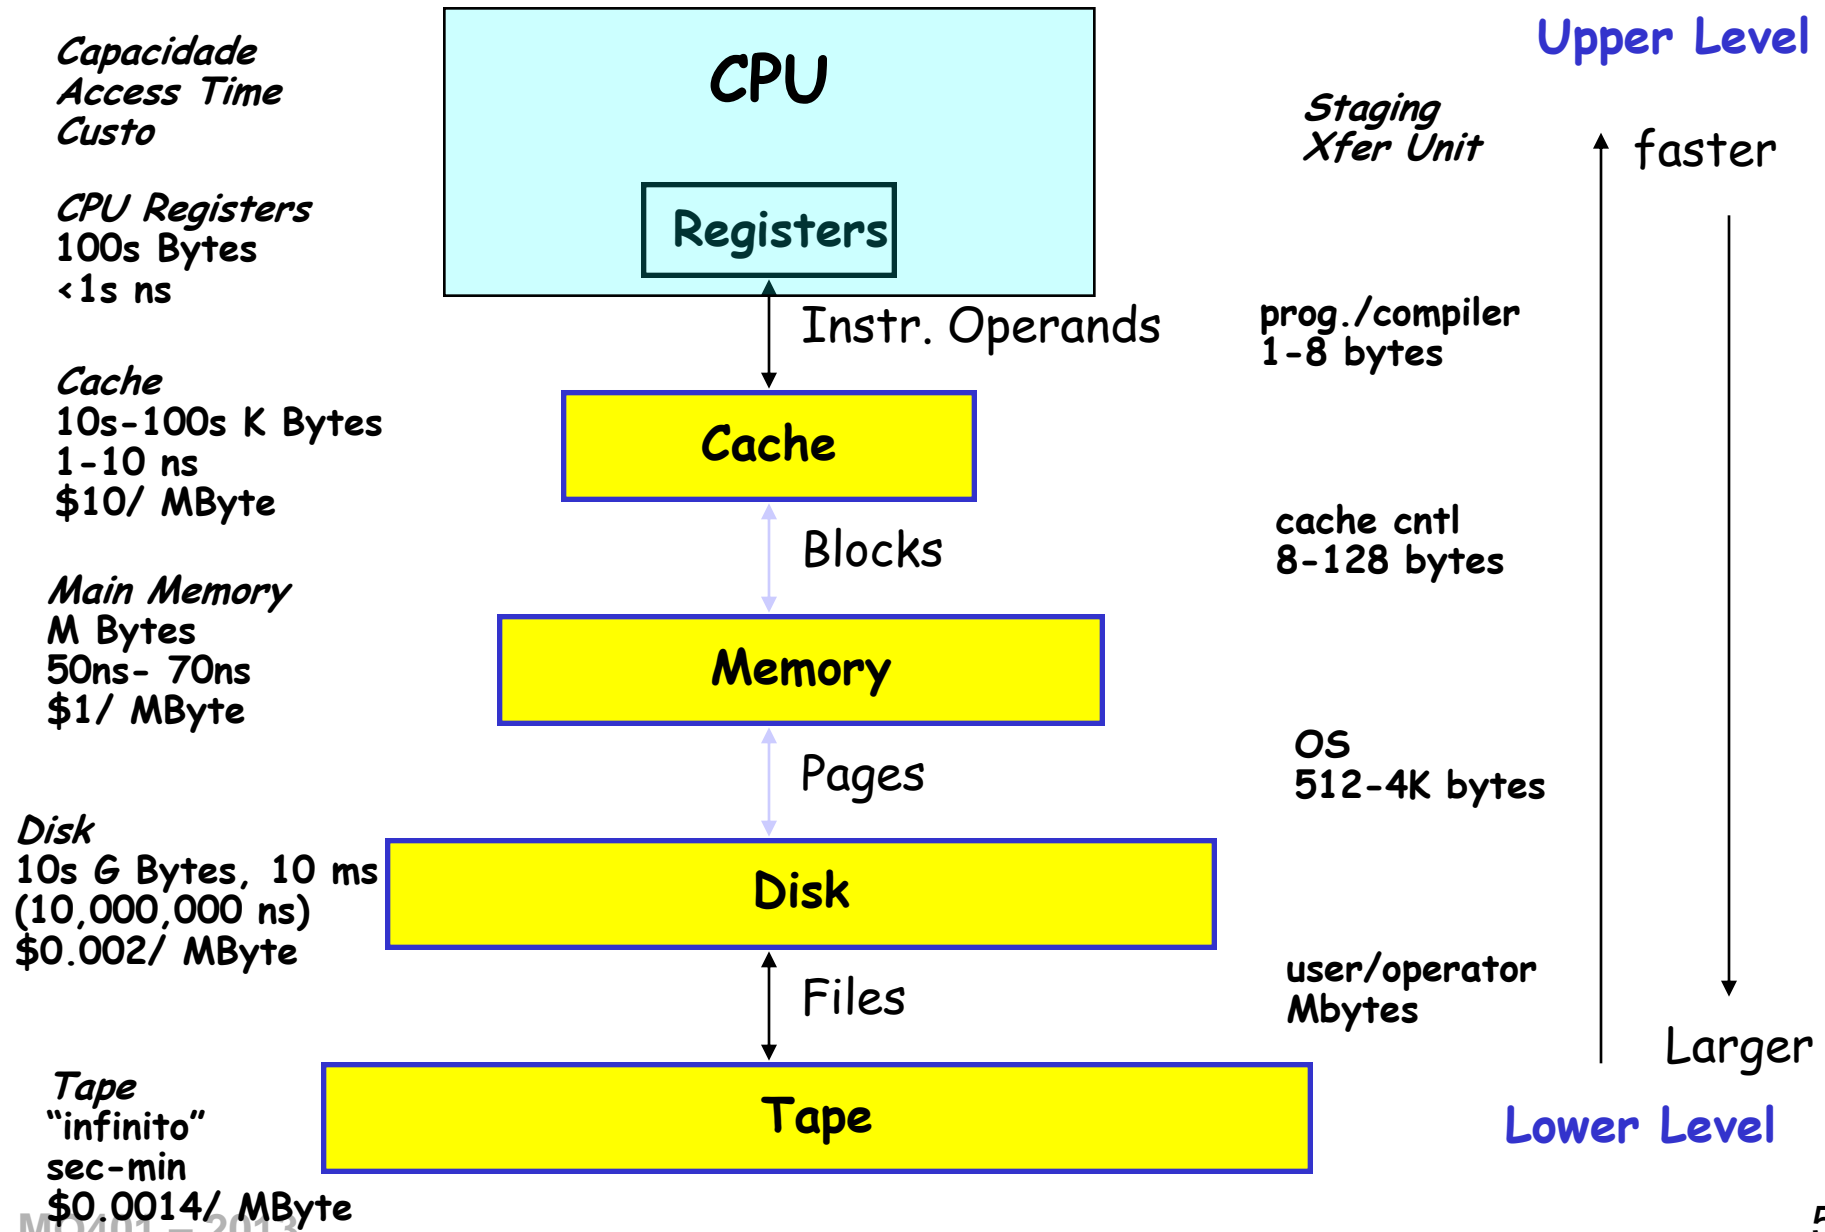 Capacidade
Access Time
Custo
CPU Registers
100s Bytes
<1s ns
Cache
10s-100s K Bytes
1-10 ns
$10/ MByte
Main Memory
M Bytes
50ns- 70ns
$1/ MByte
Disk
10s G Bytes, 10 ms
(10,000,000 ns)
$0.002/ MByte
Tape
“infinito”
sec-min
$0.0014/ MByte
CPU
Registers
Instr. Operands
Cache
Blocks
Memory
Pages
Disk
Files
Tape
Staging
Xfer Unit
prog./compiler
1-8 bytes
cache cntl
8-128 bytes
OS
512-4K bytes
user/operator
Mbytes
Upper Level
faster
Larger
Lower Level
MO401 – 2013
5